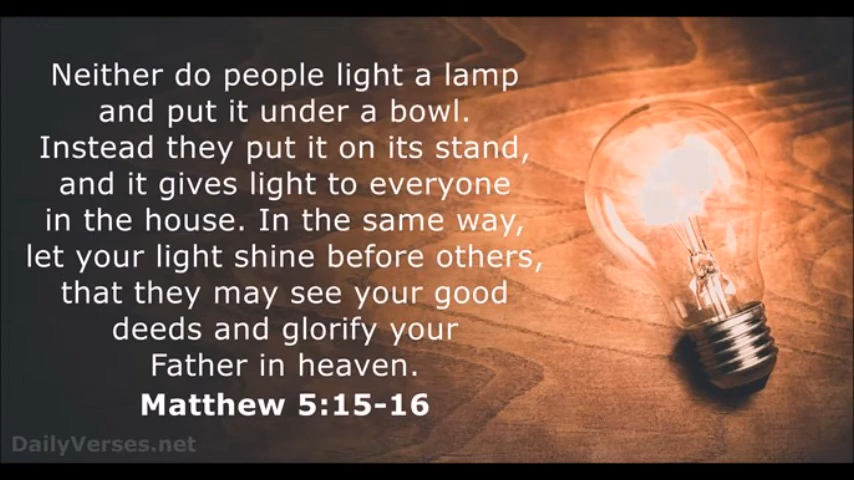 Neither do people light a lamp
and put it under a bowl.
Instead they put it on its stand,
and it gives light to everyone
in the house. In the same way,
let your light shine before others,
that they may see your good
deeds and glorify your
Father in heaven.
Matthew 5:15-16
DailyVerses.net